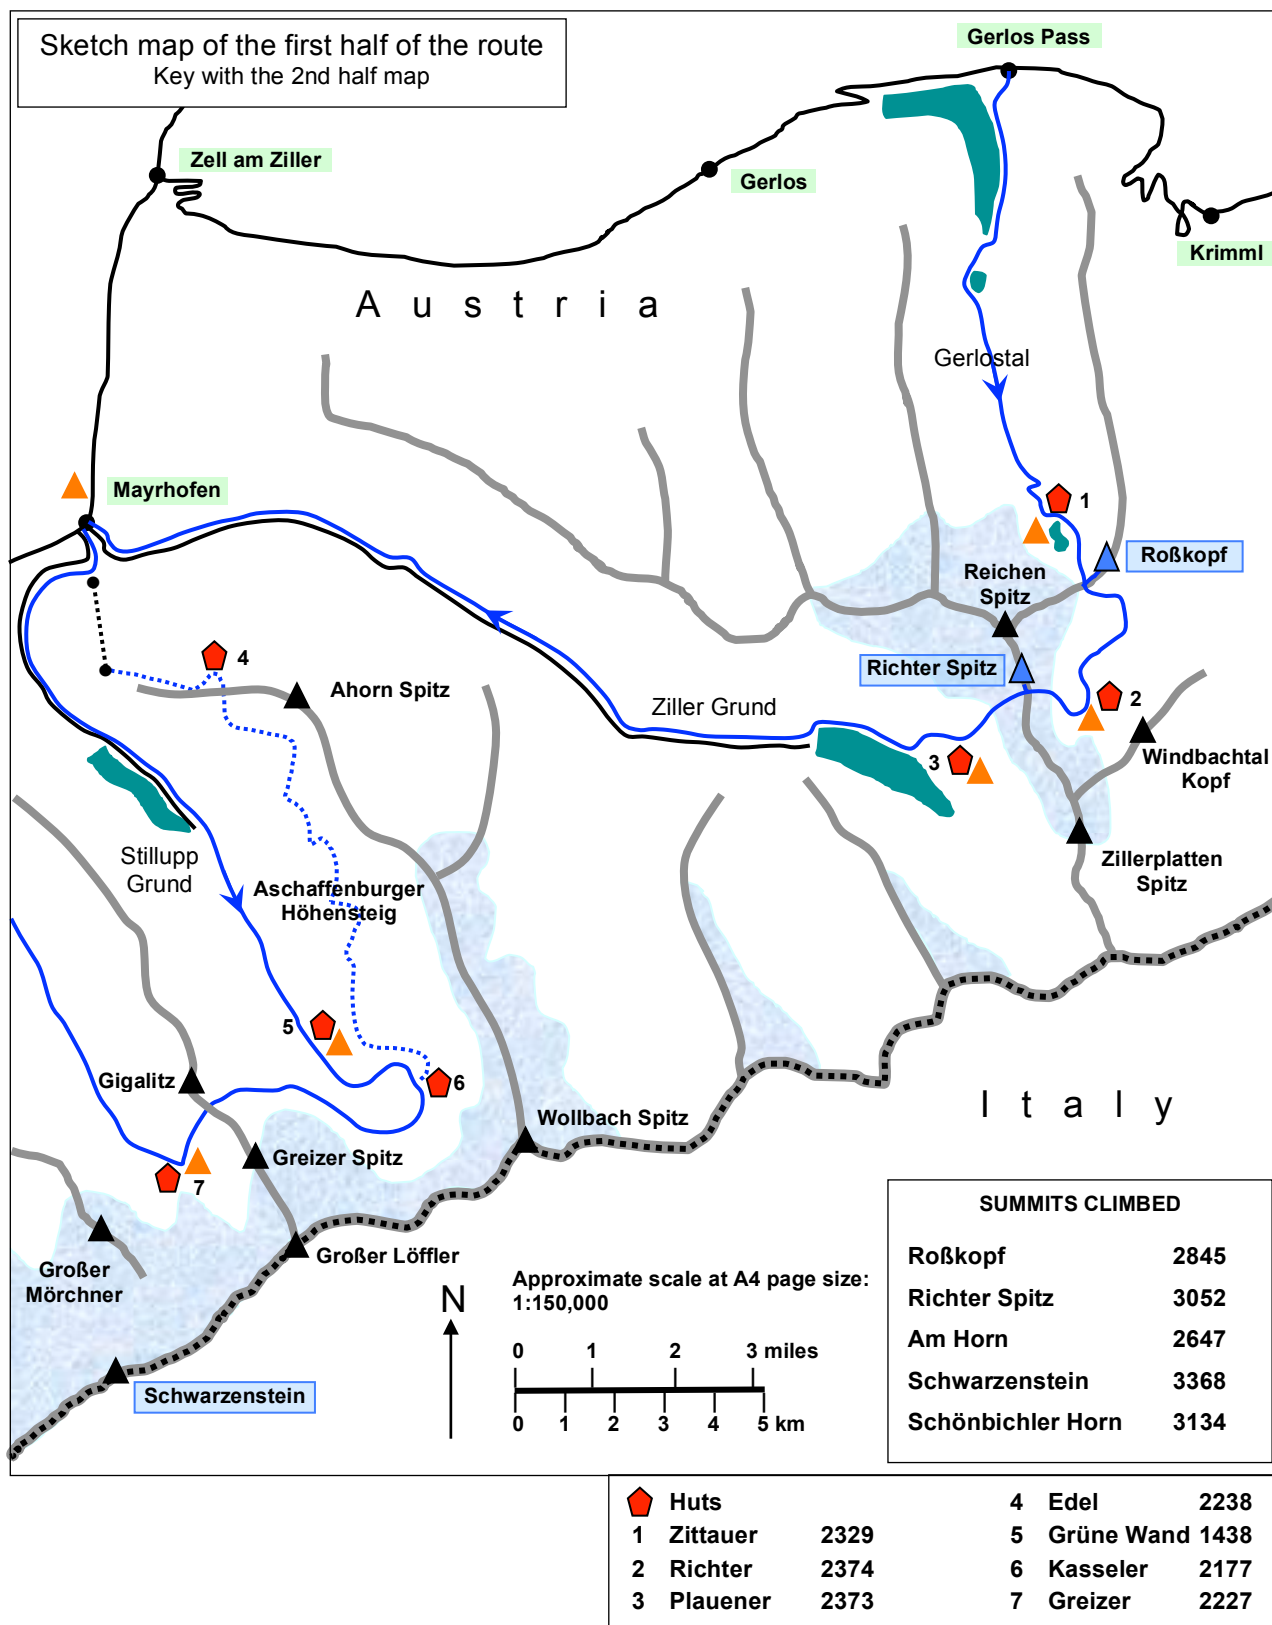 Sketch map of the first half of the route
Key with the 2nd half map
Gerlos Pass
Zell am Ziller
Gerlos
Krimml
A u s t r i a
Gerlostal
Mayrhofen
1
Roßkopf
Reichen
Spitz
4
Richter Spitz
Ahorn Spitz
2
Ziller Grund
Windbachtal
Kopf
3
Stillupp
Grund
Zillerplatten
Spitz
Aschaffenburger
Höhensteig
5
Gigalitz
6
I t a l y
Wollbach Spitz
Greizer Spitz
7
Großer Löffler
Großer
Mörchner
Schwarzenstein
N
Approximate scale at A4 page size:
1:150,000
0 1 2 3 miles
0 1 2 3 4 5 km
SUMMITS CLIMBED
Roßkopf 2845
Richter Spitz 3052
Am Horn 2647
Schwarzenstein 3368
Schönbichler Horn 3134
Huts
1 Zittauer 2329
2 Richter 2374
3 Plauener 2373
4 Edel 2238
5 Grüne Wand 1438
6 Kasseler 2177
7 Greizer 2227